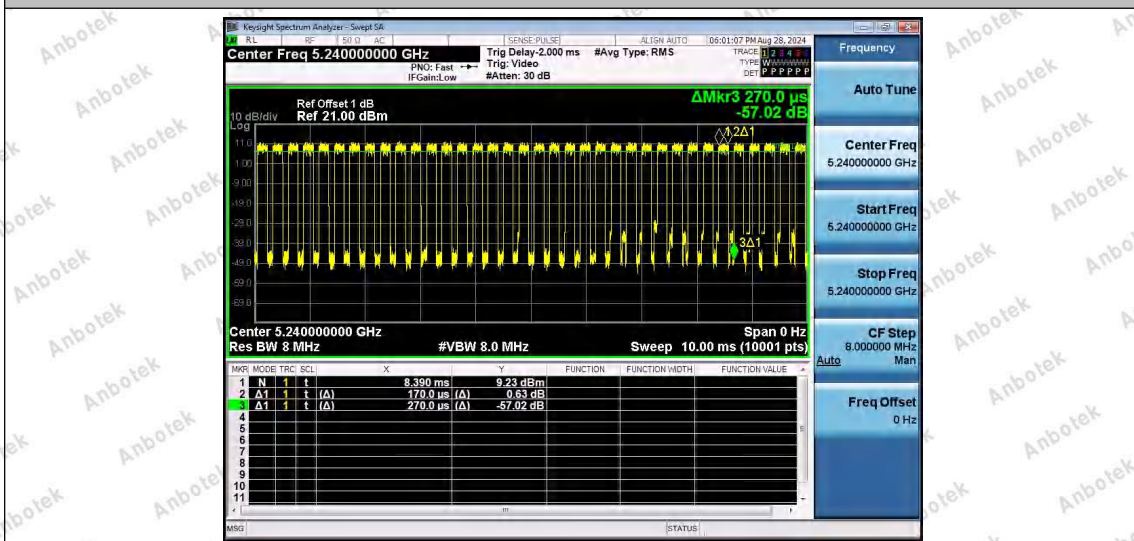 Keysight Spectrum Analyzer - Swept SA
RL RF 50 Ω AC SENSE:PULSE ALIGN AUTO 06:01:07 PM Aug 28, 2024
Center Freq 5.240000000 GHz
PNO: Fast
IFGain:Low
Trig Delay-2.000 ms
Trig: Video
#Atten: 30 dB
#Avg Type: RMS
TRACE 1 2 3 4 5 6
TYPE W
DET P P P P P P
Ref Offset 1 dB
Ref 21.00 dBm
10 dB/div
Log
ΔMkr3 270.0 µs
-57.02 dB
11.0
1.00
-9.00
-19.0
-29.0
-39.0
-49.0
-59.0
-69.0
2Δ1
3Δ1
Center 5.240000000 GHz
Span 0 Hz
Res BW 8 MHz
#VBW 8.0 MHz
Sweep 10.00 ms (10001 pts)
MKR MODE TRC SCL X Y FUNCTION FUNCTION WIDTH FUNCTION VALUE
1 N 1 t 8.390 ms 9.23 dBm
2 Δ1 1 t (Δ) 170.0 µs (Δ) 0.63 dB
3 Δ1 1 t (Δ) 270.0 µs (Δ) -57.02 dB
4
5
6
7
8
9
10
11
MSG
STATUS
Frequency
Auto Tune
Center Freq
5.240000000 GHz
Start Freq
5.240000000 GHz
Stop Freq
5.240000000 GHz
CF Step
8.000000 MHz
Auto Man
Freq Offset
0 Hz
Anbotek